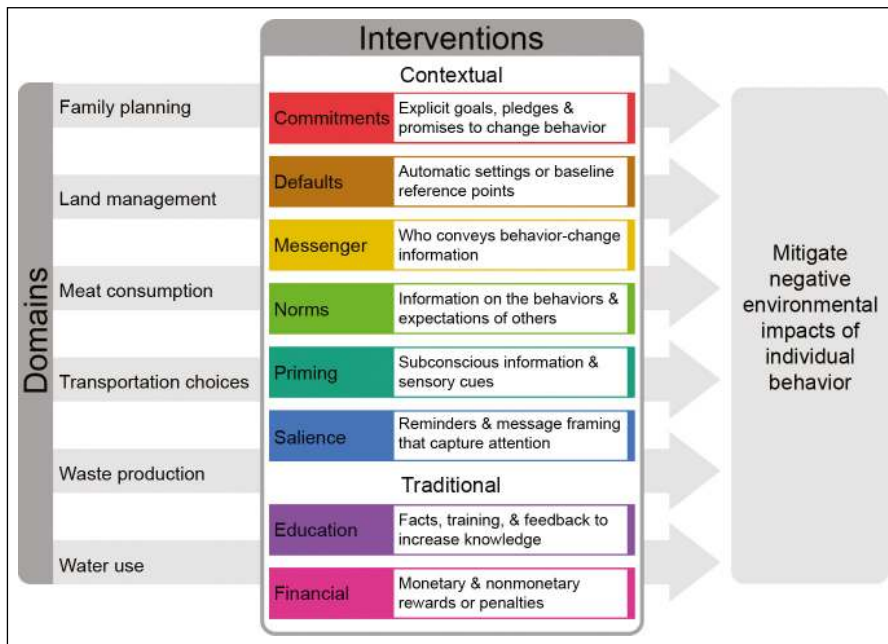 Interventions
Domains
Family planning
Land management
Meat consumption
Transportation choices
Waste production
Water use
Contextual
Commitments
Explicit goals, pledges &
promises to change behavior
Defaults
Automatic settings or baseline
reference points
Messenger
Who conveys behavior-change
information
Norms
Information on the behaviors &
expectations of others
Priming
Subconscious information &
sensory cues
Salience
Reminders & message framing
that capture attention
Traditional
Education
Facts, training, & feedback to
increase knowledge
Financial
Monetary & nonmonetary
rewards or penalties
Mitigate
negative
environmental
impacts of
individual
behavior